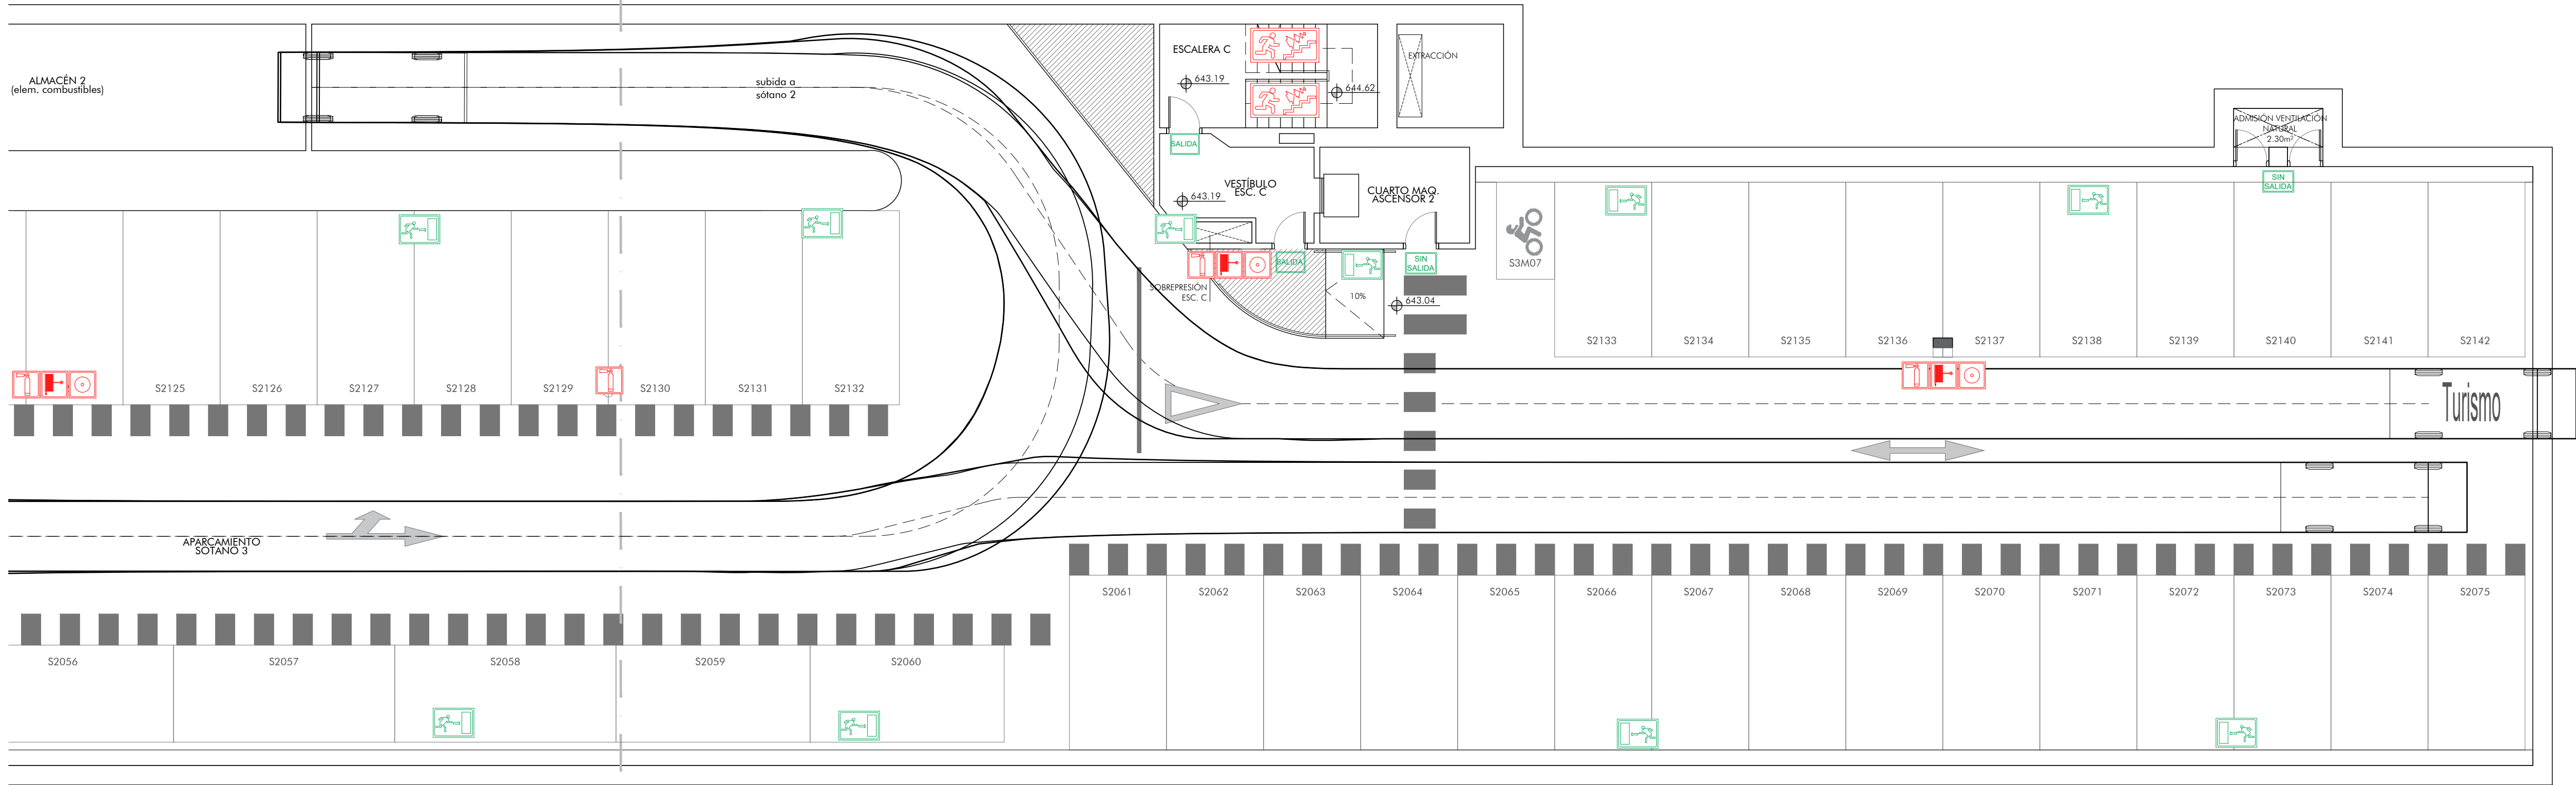 ALMACÉN 2
(elem. combustibles)
subida a
sótano 2
ESCALERA C
643.19
644.62
EXTRACCIÓN
SALIDA
VESTÍBULO
ESC. C
643.19
CUARTO MAQ.
ASCENSOR 2
ADMISIÓN VENTILACIÓN
NATURAL
2.30m²
SIN
SALIDA
SALIDA
SIN
SALIDA
S3M07
SOBREPRESIÓN
ESC. C
10%
643.04
S2133
S2134
S2135
S2136
S2137
S2138
S2139
S2140
S2141
S2142
S2125
S2126
S2127
S2128
S2129
S2130
S2131
S2132
Turismo
APARCAMIENTO
SOTANO 3
S2061
S2062
S2063
S2064
S2065
S2066
S2067
S2068
S2069
S2070
S2071
S2072
S2073
S2074
S2075
S2056
S2057
S2058
S2059
S2060